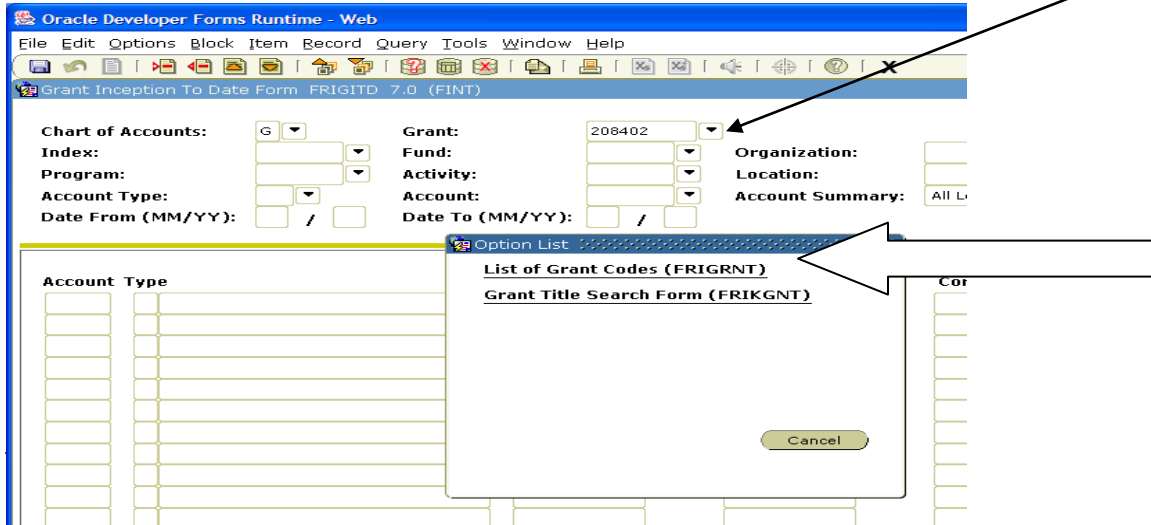 Oracle Developer Forms Runtime - Web
File Edit Options Block Item Record Query Tools Window Help
Grant Inception To Date Form FRIGITD 7.0 (FINT)
Chart of Accounts: G Grant: 208402
Index: Fund: Organization:
Program: Activity: Location:
Account Type: Account: Account Summary: All
Date From (MM/YY): / Date To (MM/YY): /
Option List
List of Grant Codes (FRIGRNT)
Grant Title Search Form (FRIKGNT)
Account Type
Cancel